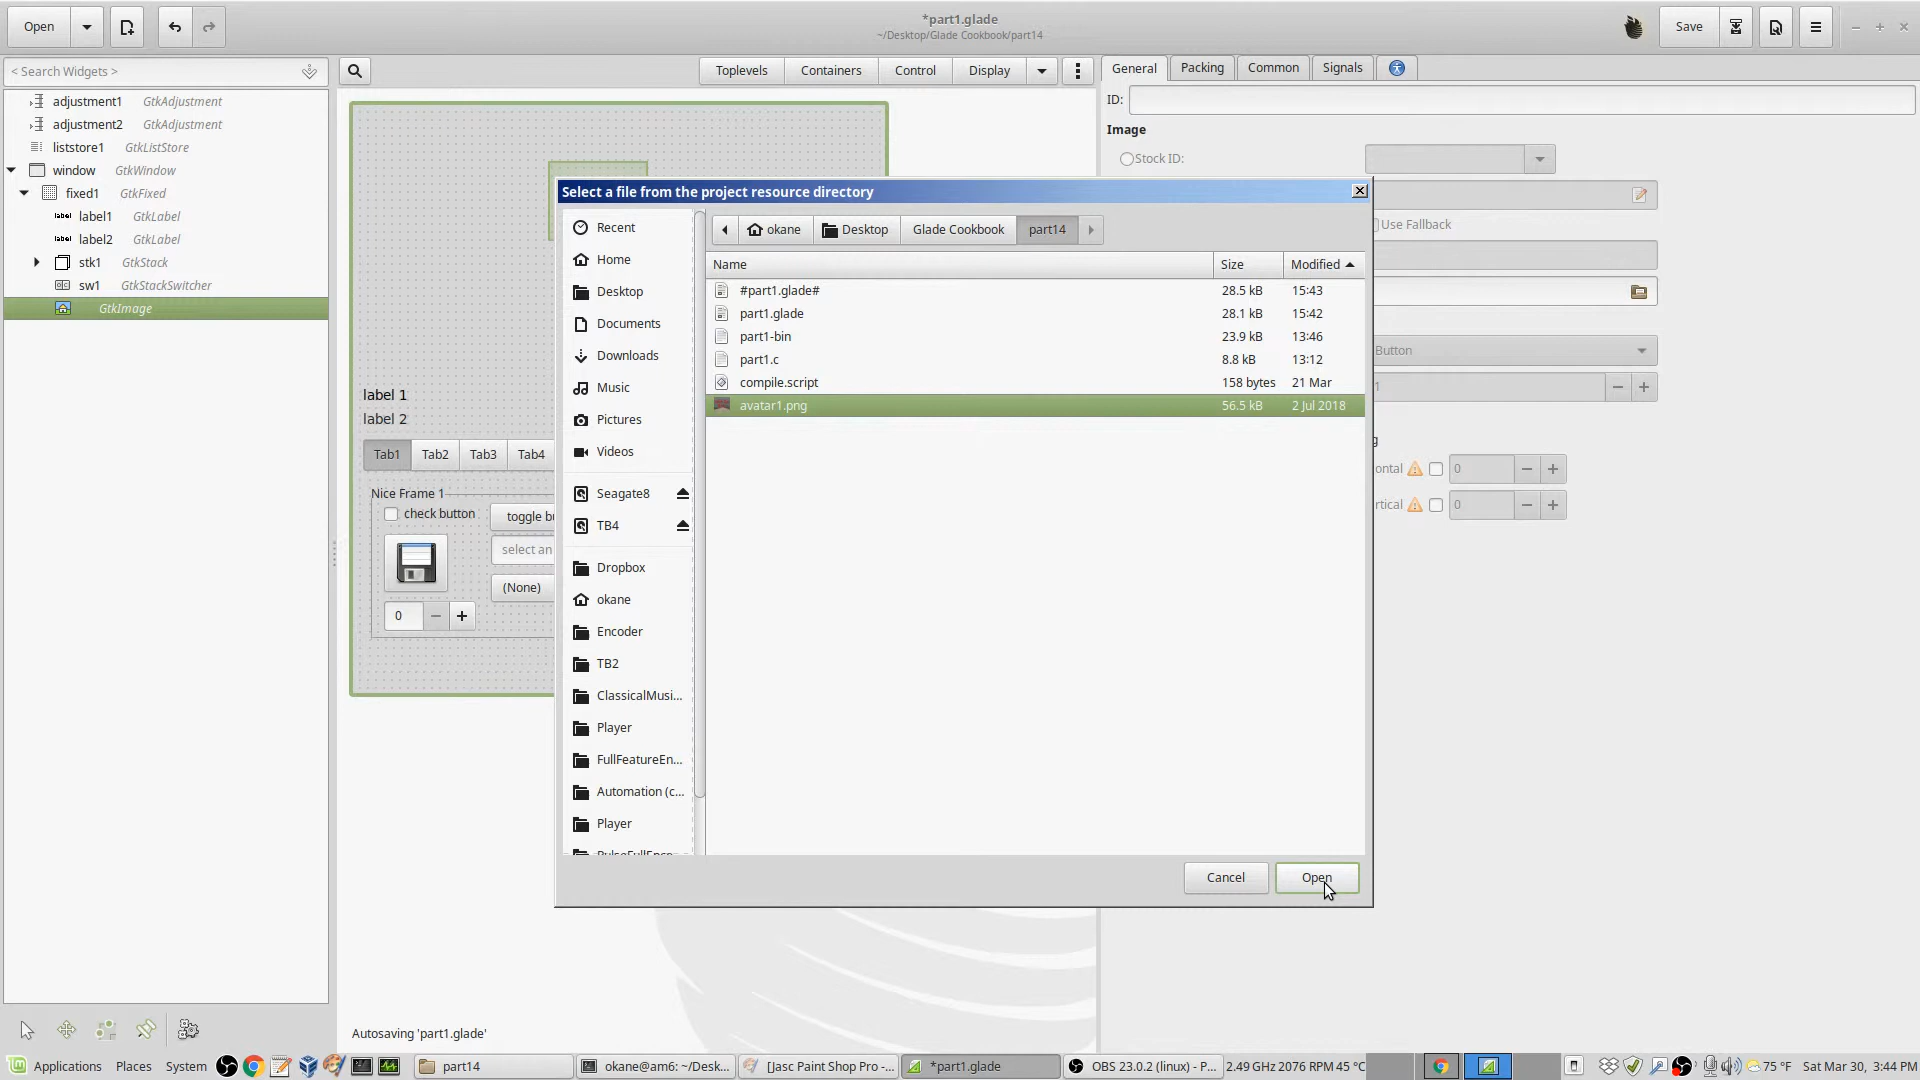 Open
*part1.glade
~/Desktop/Glade Cookbook/part14
Save
< Search Widgets >
Toplevels
Containers
Control
Display
General
Packing
Common
Signals
adjustment1 GtkAdjustment
adjustment2 GtkAdjustment
liststore1 GtkListStore
window GtkWindow
fixed1 GtkFixed
label1 GtkLabel
label2 GtkLabel
stk1 GtkStack
sw1 GtkStackSwitcher
GtkImage
ID:
Image
Stock ID:
Use Fallback
Button
1
0
0
label 1
label 2
Tab1
Tab2
Tab3
Tab4
Nice Frame 1
check button
toggle bu
select an
(None)
0
Select a file from the project resource directory
okane
Desktop
Glade Cookbook
part14
Recent
Home
Desktop
Documents
Downloads
Music
Pictures
Videos
Seagate8
TB4
Dropbox
okane
Encoder
TB2
ClassicalMusi...
Player
FullFeatureEn...
Automation (c...
Player
Name Size Modified
#part1.glade# 28.5 kB 15:43
part1.glade 28.1 kB 15:42
part1-bin 23.9 kB 13:46
part1.c 8.8 kB 13:12
compile.script 158 bytes 21 Mar
avatar1.png 56.5 kB 2 Jul 2018
Cancel
Open
Autosaving 'part1.glade'
Applications
Places
System
part14
okane@am6: ~/Desk...
[Jasc Paint Shop Pro -...
*part1.glade
OBS 23.0.2 (linux) - P...
2.49 GHz 2076 RPM 45 °C
75 °F
Sat Mar 30, 3:44 PM